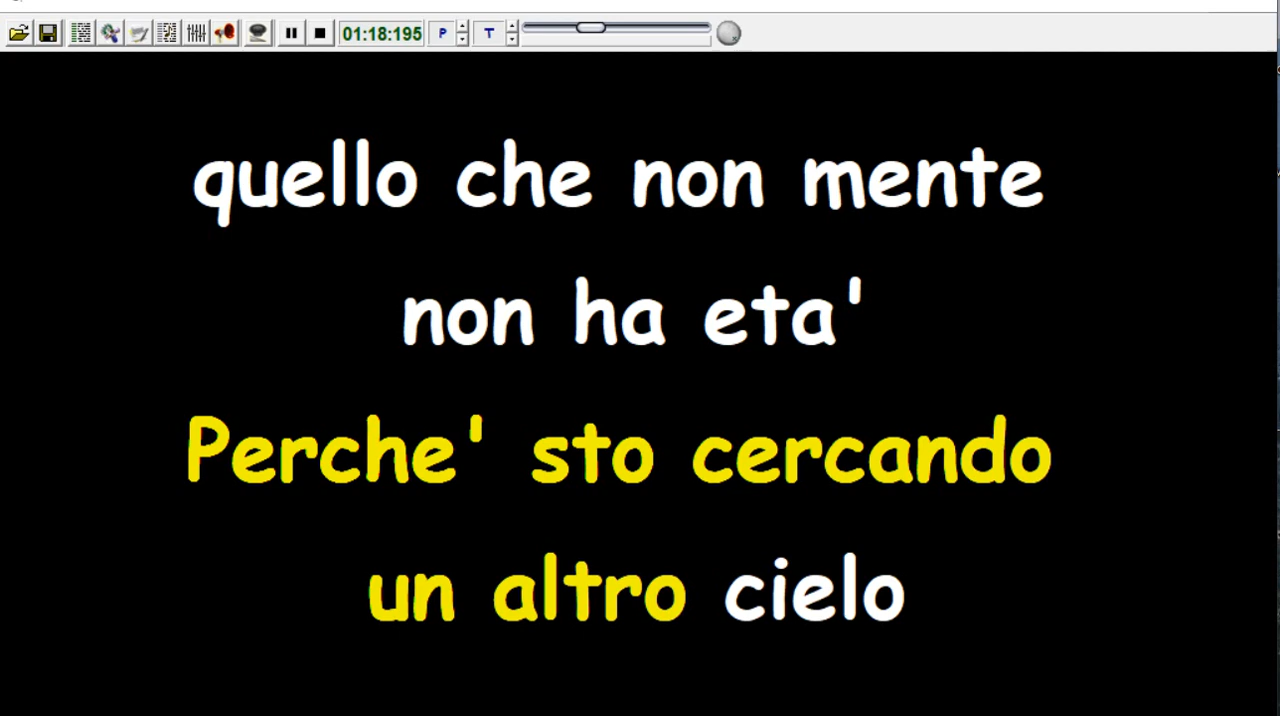 01:18:195 P T
quello che non mente
non ha eta'
Perche' sto cercando
un altro cielo